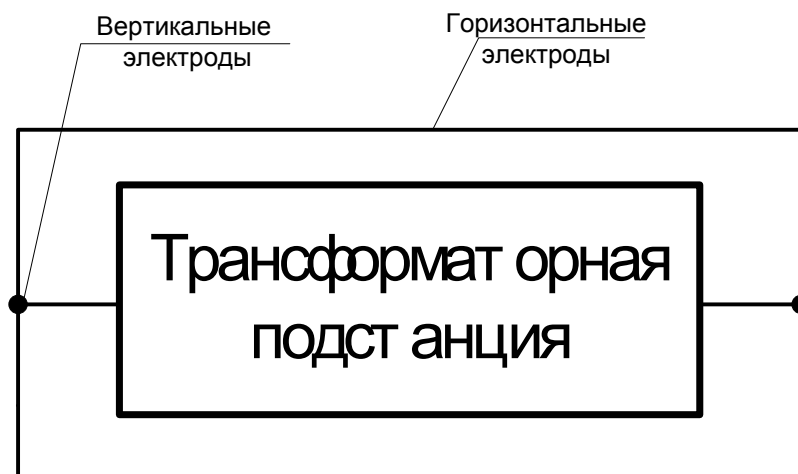 Вертикальные
электроды
Горизонтальные
электроды
Трансформат орная
подст анция